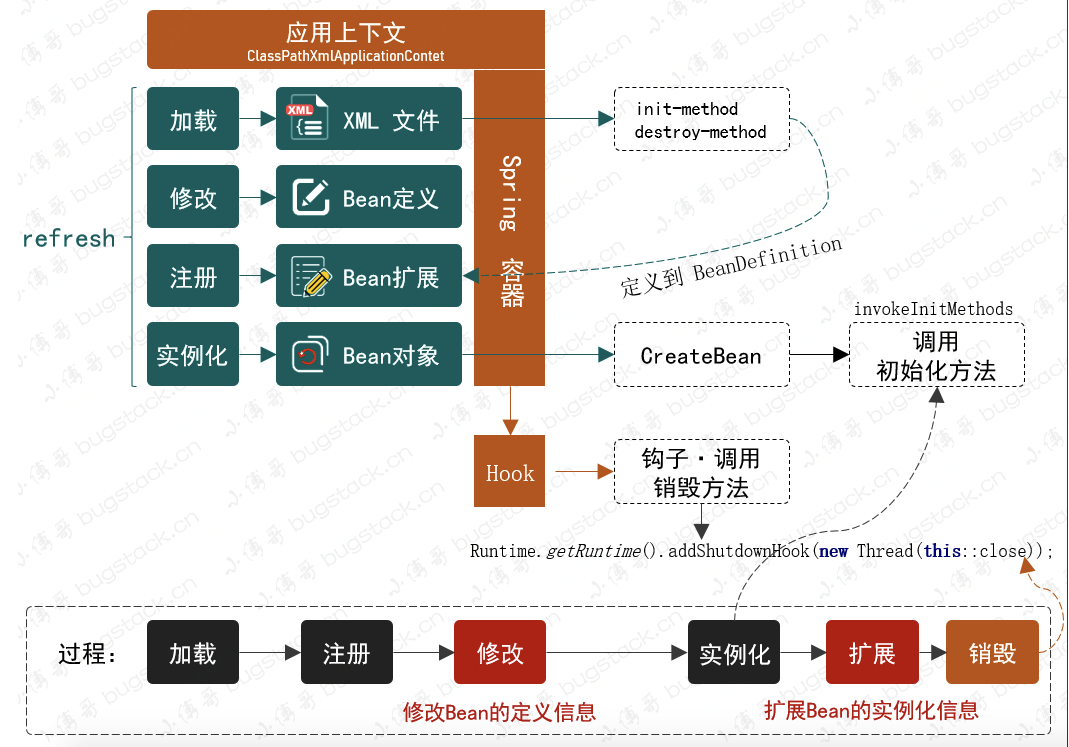 应用上下文
ClassPathXmlApplicationContet
refresh
加载
XML
XML 文件
init-method
destroy-method
修改
Bean定义
注册
Bean扩展
实例化
Bean对象
Spring 容器
定义到 BeanDefinition
CreateBean
invokeInitMethods
调用
初始化方法
Hook
钩子·调用
销毁方法
Runtime.getRuntime().addShutdownHook(new Thread(this::close));
过程：
加载
注册
修改
实例化
扩展
销毁
修改Bean的定义信息
扩展Bean的实例化信息
小傅哥 bugstack.cn